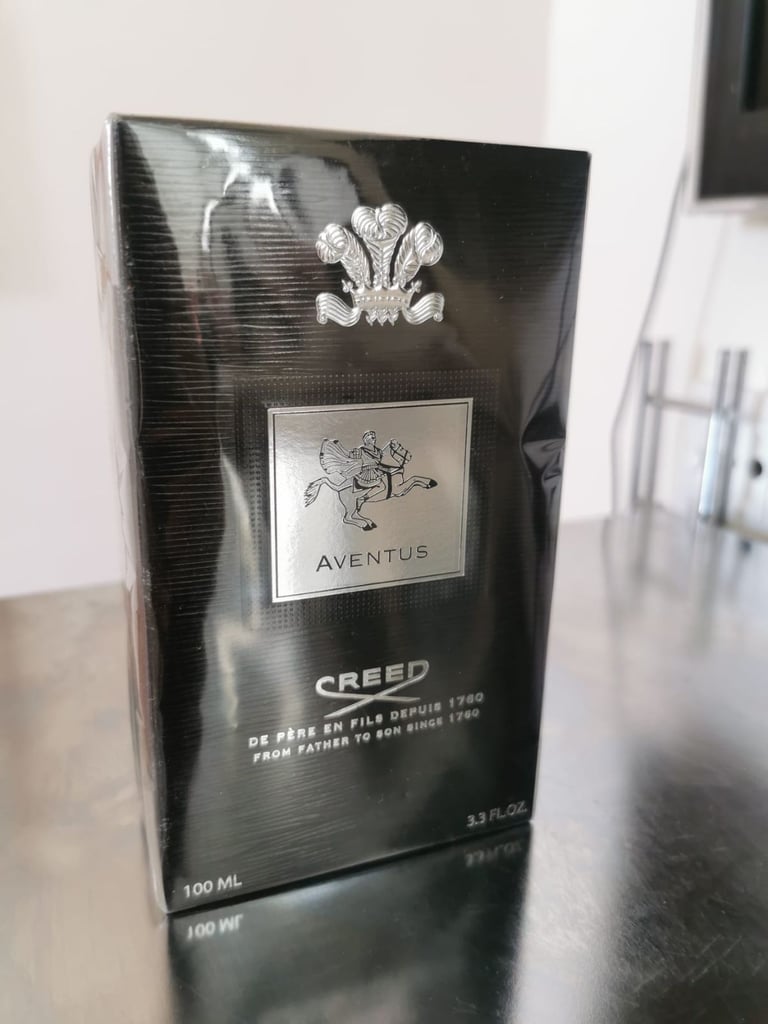 AVENTUS
CREED
DE PÈRE EN FILS DEPUIS 1760
FROM FATHER TO SON SINCE 1760
3.3 FL.OZ.
100 ML